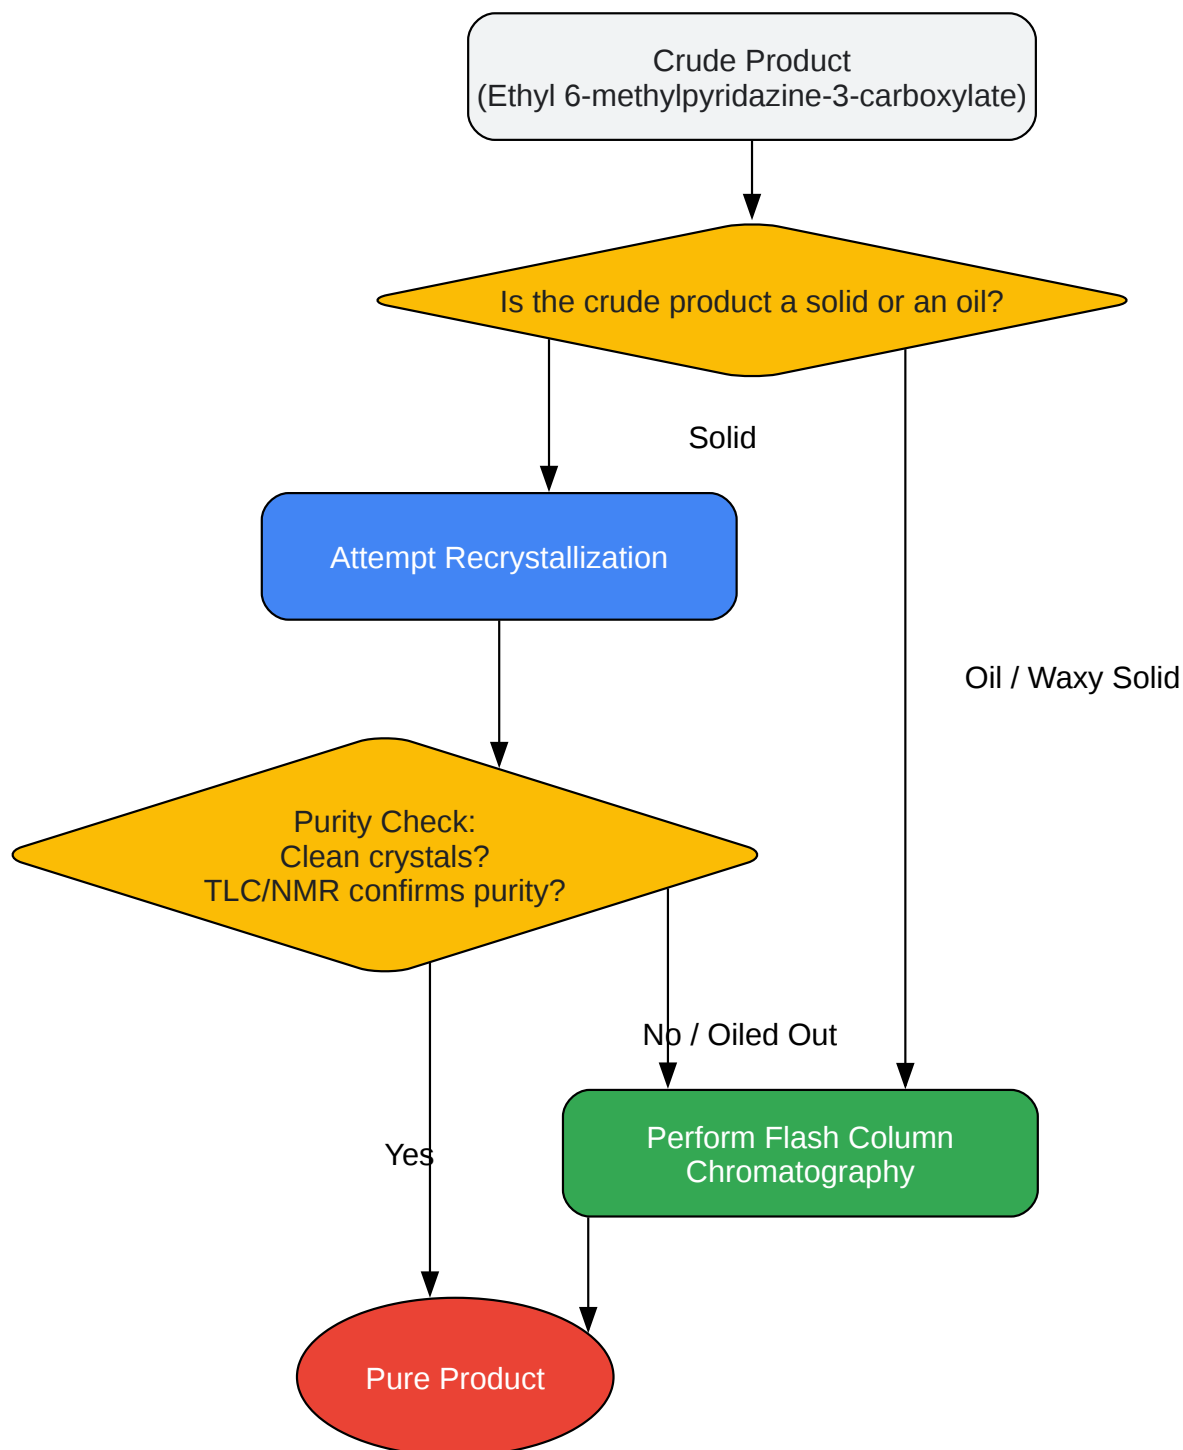 Crude Product
(Ethyl 6-methylpyridazine-3-carboxylate)
Is the crude product a solid or an oil?
Solid
Attempt Recrystallization
Oil / Waxy Solid
Purity Check:
Clean crystals?
TLC/NMR confirms purity?
No / Oiled Out
Perform Flash Column
Chromatography
Yes
Pure Product